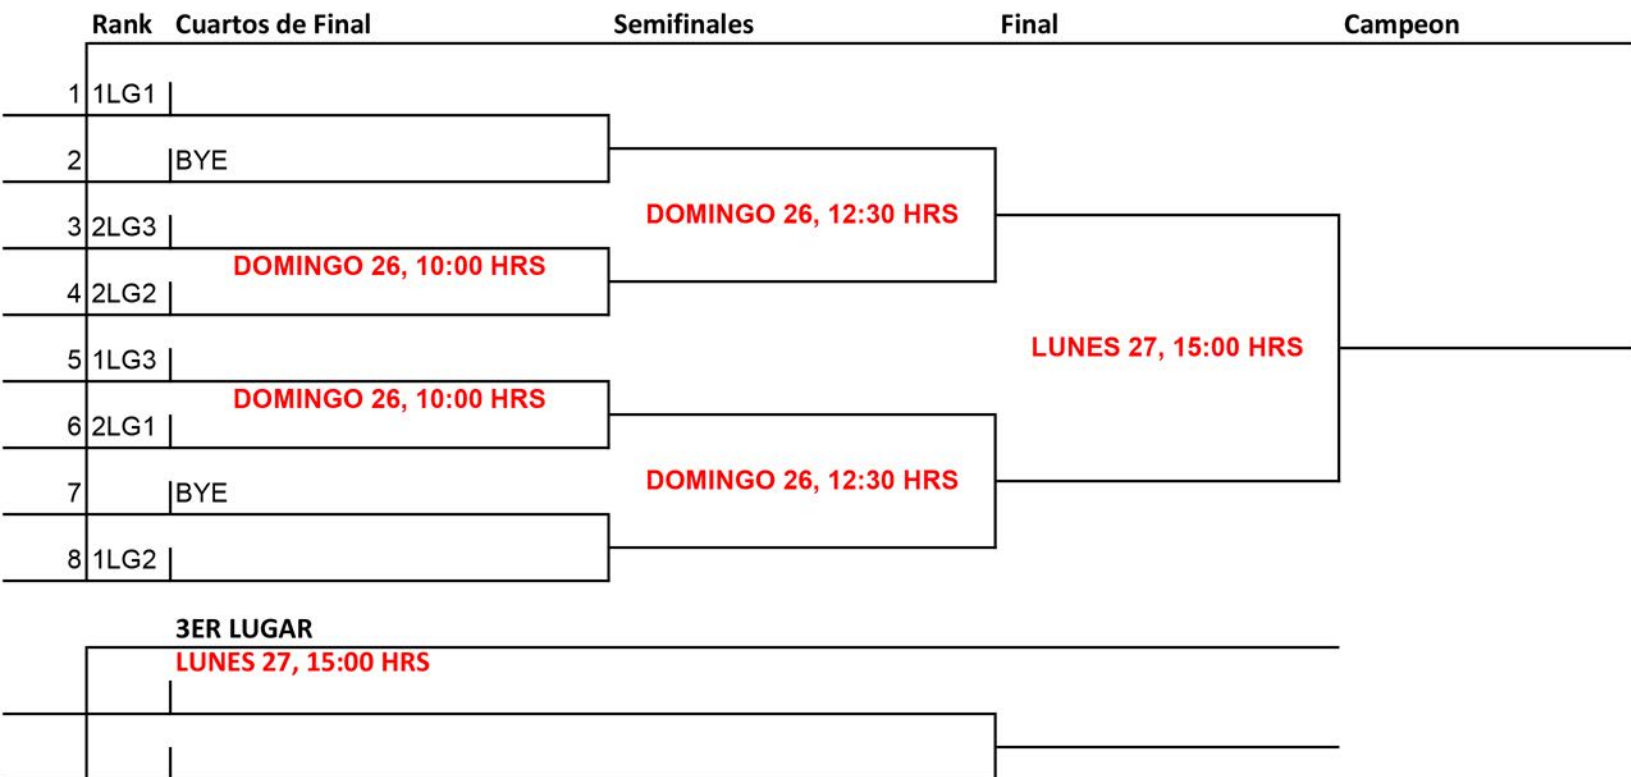 Rank Cuartos de Final Semifinales Final Campeon
1 1LG1
2 BYE
DOMINGO 26, 12:30 HRS
3 2LG3
DOMINGO 26, 10:00 HRS
4 2LG2
LUNES 27, 15:00 HRS
5 1LG3
DOMINGO 26, 10:00 HRS
6 2LG1
DOMINGO 26, 12:30 HRS
7 BYE
8 1LG2
3ER LUGAR
LUNES 27, 15:00 HRS